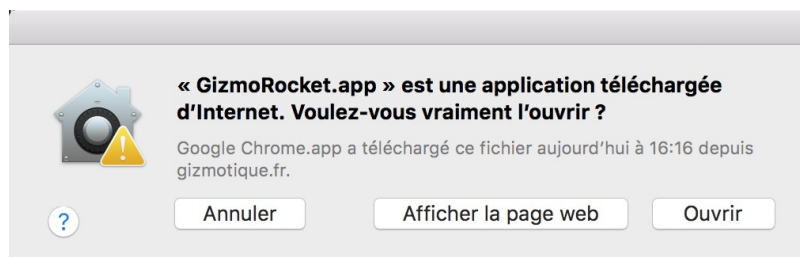 « GizmoRocket.app » est une application téléchargée
d’Internet. Voulez-vous vraiment l’ouvrir ?
Google Chrome.app a téléchargé ce fichier aujourd’hui à 16:16 depuis
gizmotique.fr.
? Annuler Afficher la page web Ouvrir